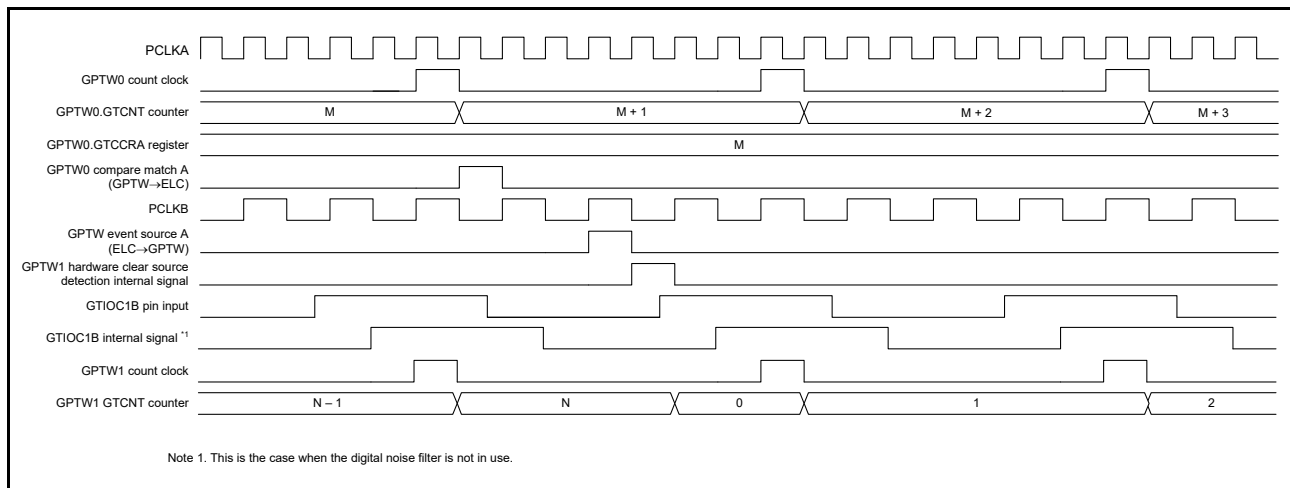 PCLKA
GPTW0 count clock
GPTW0.GTCNT counter
M
M + 1
M + 2
M + 3
GPTW0.GTCCRA register
M
GPTW0 compare match A
(GPTW→ELC)
PCLKB
GPTW event source A
(ELC→GPTW)
GPTW1 hardware clear source
detection internal signal
GTIOC1B pin input
GTIOC1B internal signal *1
GPTW1 count clock
GPTW1 GTCNT counter
N – 1
N
0
1
2
Note 1. This is the case when the digital noise filter is not in use.